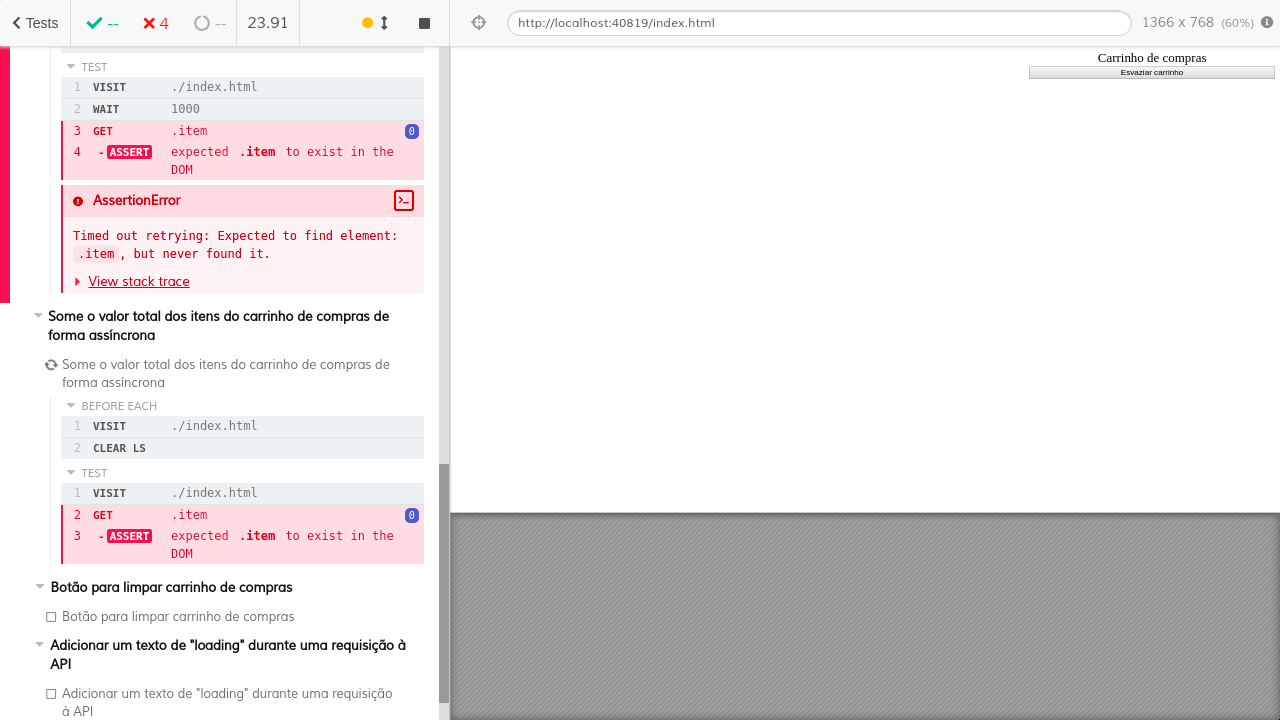 Tests
--
4
--
23.91
http://localhost:40819/index.html
1366 x 768 (60%)
TEST
1 VISIT ./index.html
2 WAIT 1000
3 GET .item 0
4 - ASSERT expected .item to exist in the
DOM
AssertionError
Timed out retrying: Expected to find element:
.item, but never found it.
View stack trace
Some o valor total dos itens do carrinho de compras de
forma assíncrona
Some o valor total dos itens do carrinho de compras de
forma assíncrona
BEFORE EACH
1 VISIT ./index.html
2 CLEAR LS
TEST
1 VISIT ./index.html
2 GET .item 0
3 - ASSERT expected .item to exist in the
DOM
Botão para limpar carrinho de compras
Botão para limpar carrinho de compras
Adicionar um texto de "loading" durante uma requisição à
API
Adicionar um texto de "loading" durante uma requisição
à API
Carrinho de compras
Esvaziar carrinho